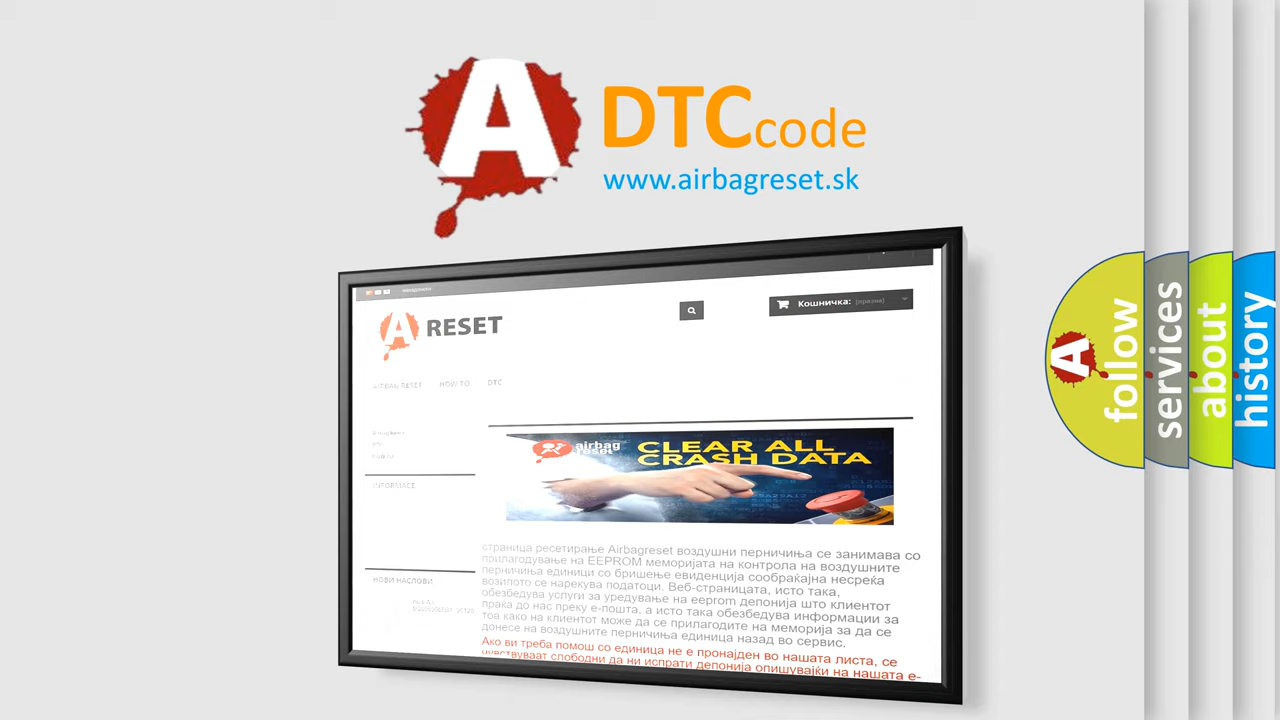 A
DTC code
www.airbagreset.sk
Кошничка: (празни)
A RESET
AIRBAG RESET HOW TO DTC
INFORMACE
НОВИ НАСЛОВИ
airbag
reset
CLEAR ALL
CRASH DATA
страница ресетирање Airbagreset воздушни перничиња се занимава со
прилагодување на EEPROM меморијата на контрола на воздушните
перничиња единици со бришење евиденција сообраќајна несреќа
возилото се нарекува податоци. Веб-страницата, исто така,
обезбедува услуги за уредување на eeprom депонија што клиентот
праќа до нас преку е-пошта, а исто така обезбедува информации за
тоа како на клиентот може да се прилагодите на меморија за да се
донесе на воздушните перничиња единица назад во сервис.
Ако ви треба помош со единица не е пронајден во нашата листа, се
чувствуваат слободни да ни испрати депонија опишувајќи на нашата е-
A
follow
services
about
history